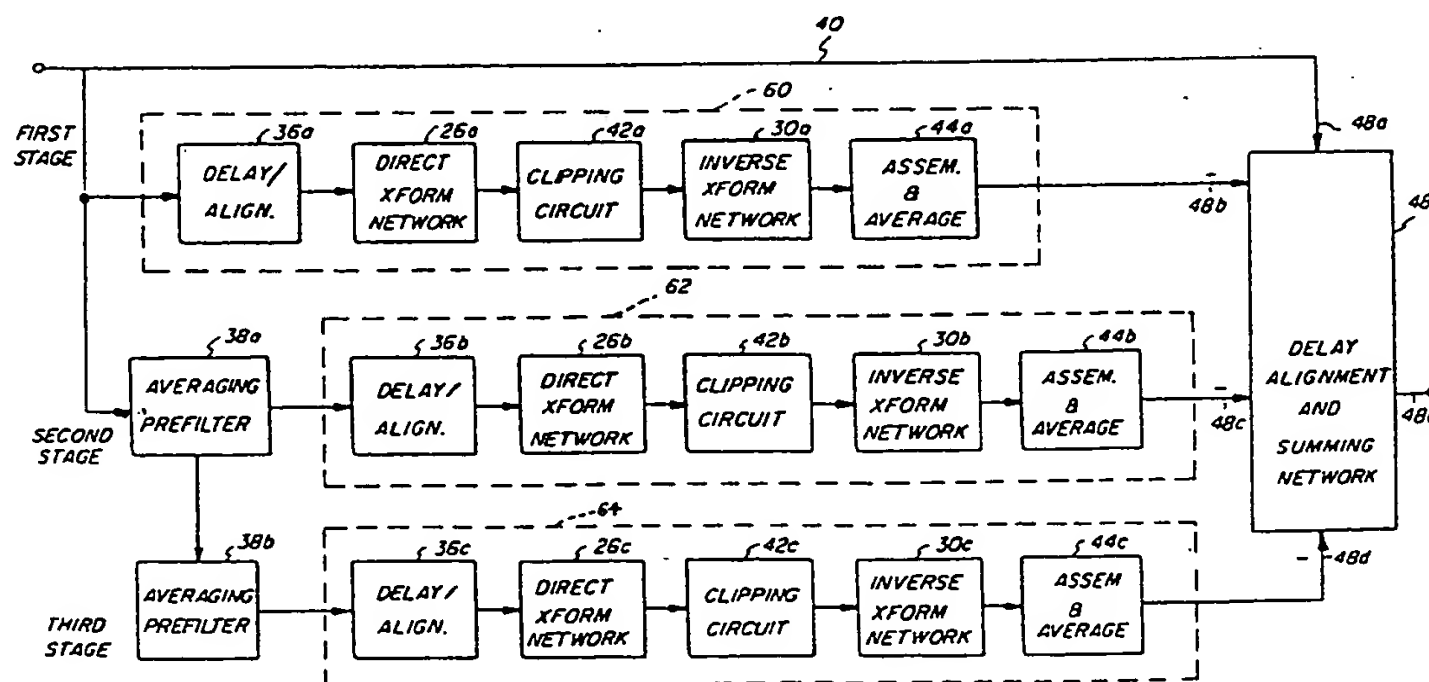 40
60
FIRST
STAGE
36a
26a
42a
30a
44a
48a
DELAY/
ALIGN.
DIRECT
XFORM
NETWORK
CLIPPING
CIRCUIT
INVERSE
XFORM
NETWORK
ASSEM.
&
AVERAGE
48b
48
62
38a
36b
26b
42b
30b
44b
AVERAGING
PREFILTER
DELAY/
ALIGN.
DIRECT
XFORM
NETWORK
CLIPPING
CIRCUIT
INVERSE
XFORM
NETWORK
ASSEM.
&
AVERAGE
48c
DELAY
ALIGNMENT
AND
SUMMING
NETWORK
SECOND
STAGE
64
38b
36c
26c
42c
30c
44c
48d
AVERAGING
PREFILTER
DELAY/
ALIGN.
DIRECT
XFORM
NETWORK
CLIPPING
CIRCUIT
INVERSE
XFORM
NETWORK
ASSEM
&
AVERAGE
THIRD
STAGE